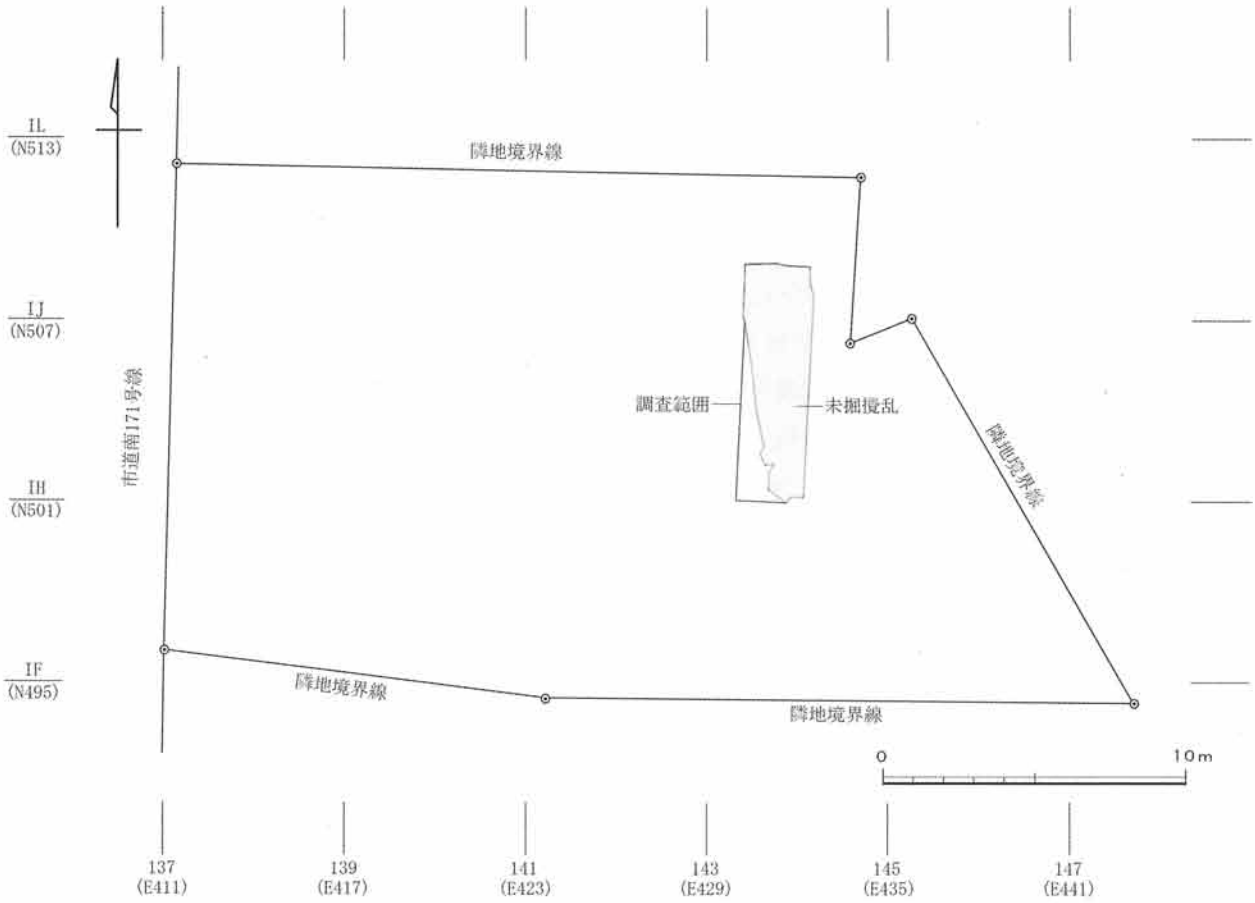 IL
(N513)
隣地境界線
IJ
(N507)
市道南171号線
調査範囲
未掘攪乱
隣地境界線
IH
(N501)
IF
(N495)
隣地境界線
隣地境界線
0 10m
137
(E411)
139
(E417)
141
(E423)
143
(E429)
145
(E435)
147
(E441)